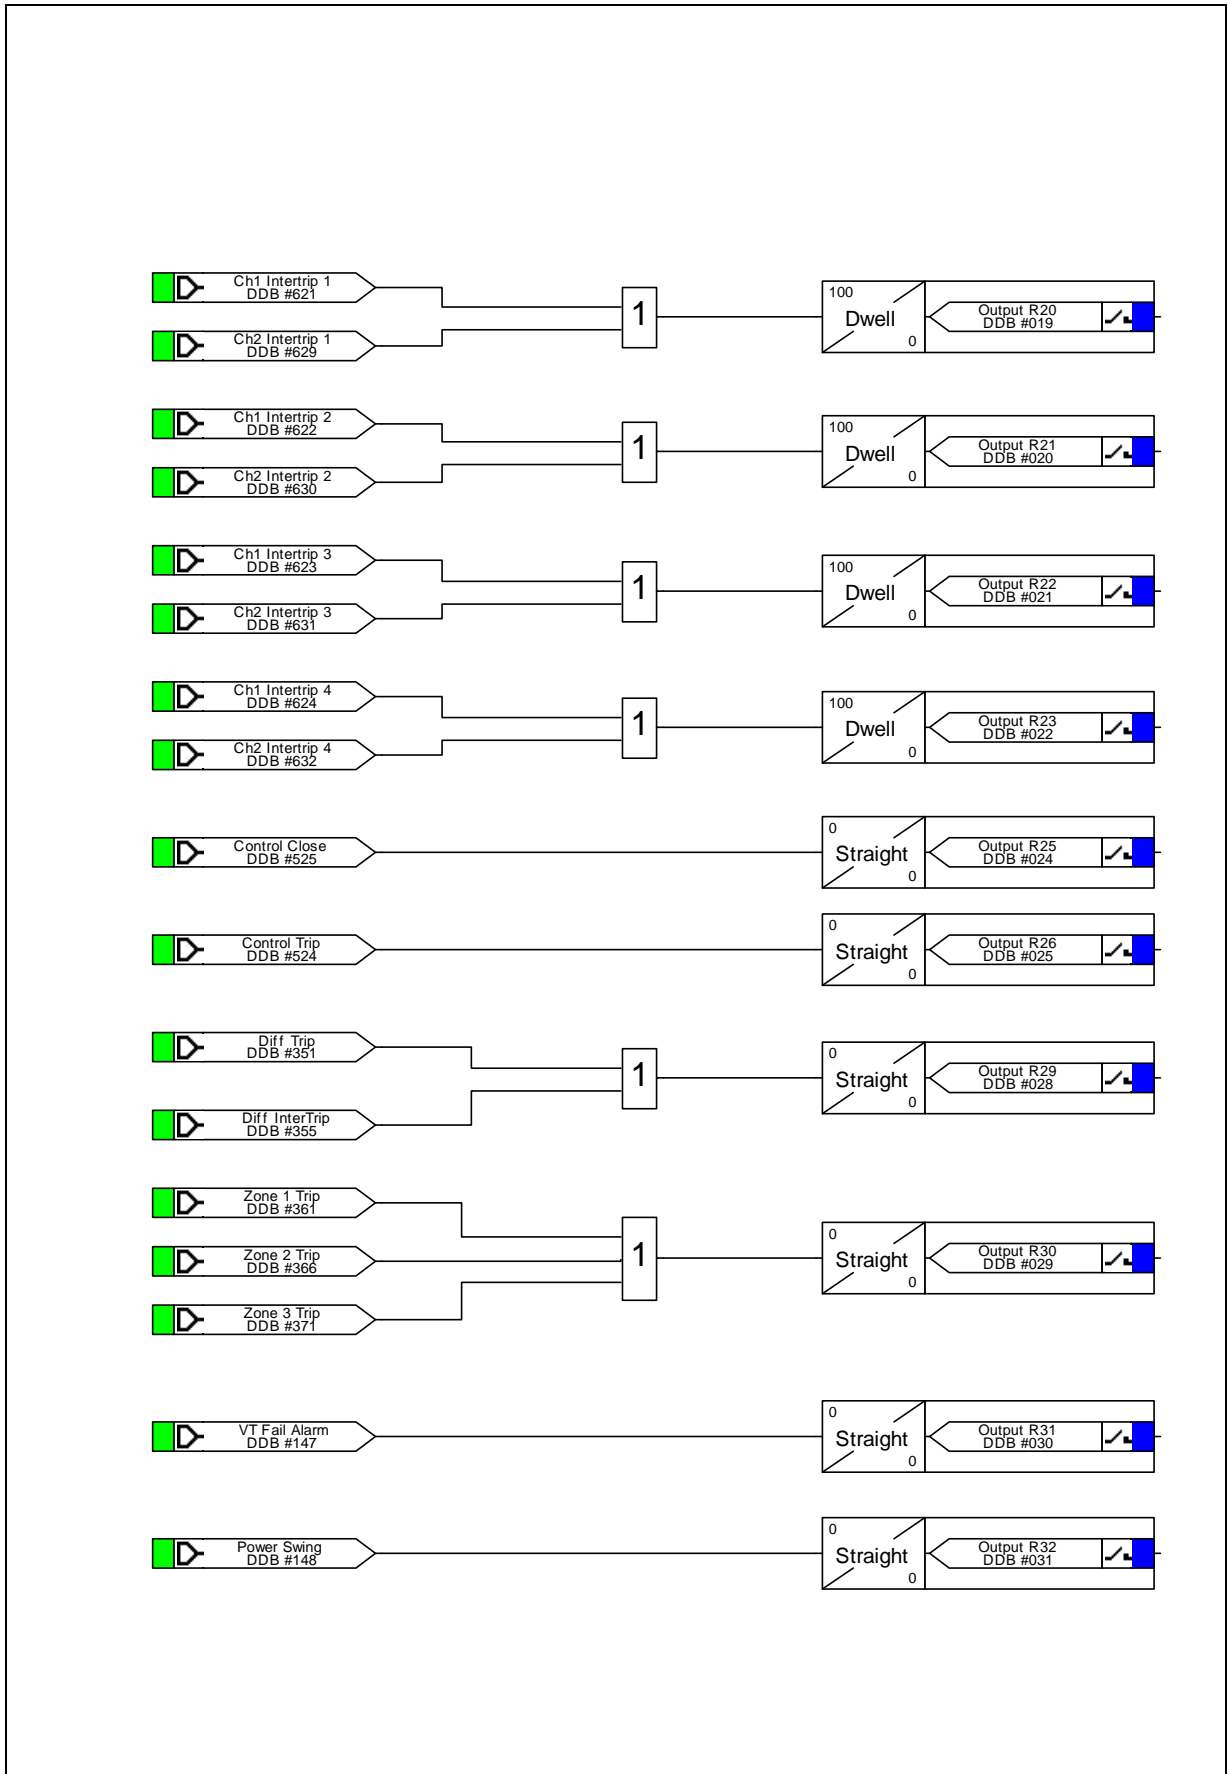 Ch1 Intertrip 1
DDB #621
Ch2 Intertrip 1
DDB #629
1
100
Dwell
0
Output R20
DDB #019
Ch1 Intertrip 2
DDB #622
Ch2 Intertrip 2
DDB #630
1
100
Dwell
0
Output R21
DDB #020
Ch1 Intertrip 3
DDB #623
Ch2 Intertrip 3
DDB #631
1
100
Dwell
0
Output R22
DDB #021
Ch1 Intertrip 4
DDB #624
Ch2 Intertrip 4
DDB #632
1
100
Dwell
0
Output R23
DDB #022
Control Close
DDB #525
0
Straight
0
Output R25
DDB #024
Control Trip
DDB #524
0
Straight
0
Output R26
DDB #025
Diff Trip
DDB #351
Diff InterTrip
DDB #355
1
0
Straight
0
Output R29
DDB #028
Zone 1 Trip
DDB #361
Zone 2 Trip
DDB #366
Zone 3 Trip
DDB #371
1
0
Straight
0
Output R30
DDB #029
VT Fail Alarm
DDB #147
0
Straight
0
Output R31
DDB #030
Power Swing
DDB #148
0
Straight
0
Output R32
DDB #031